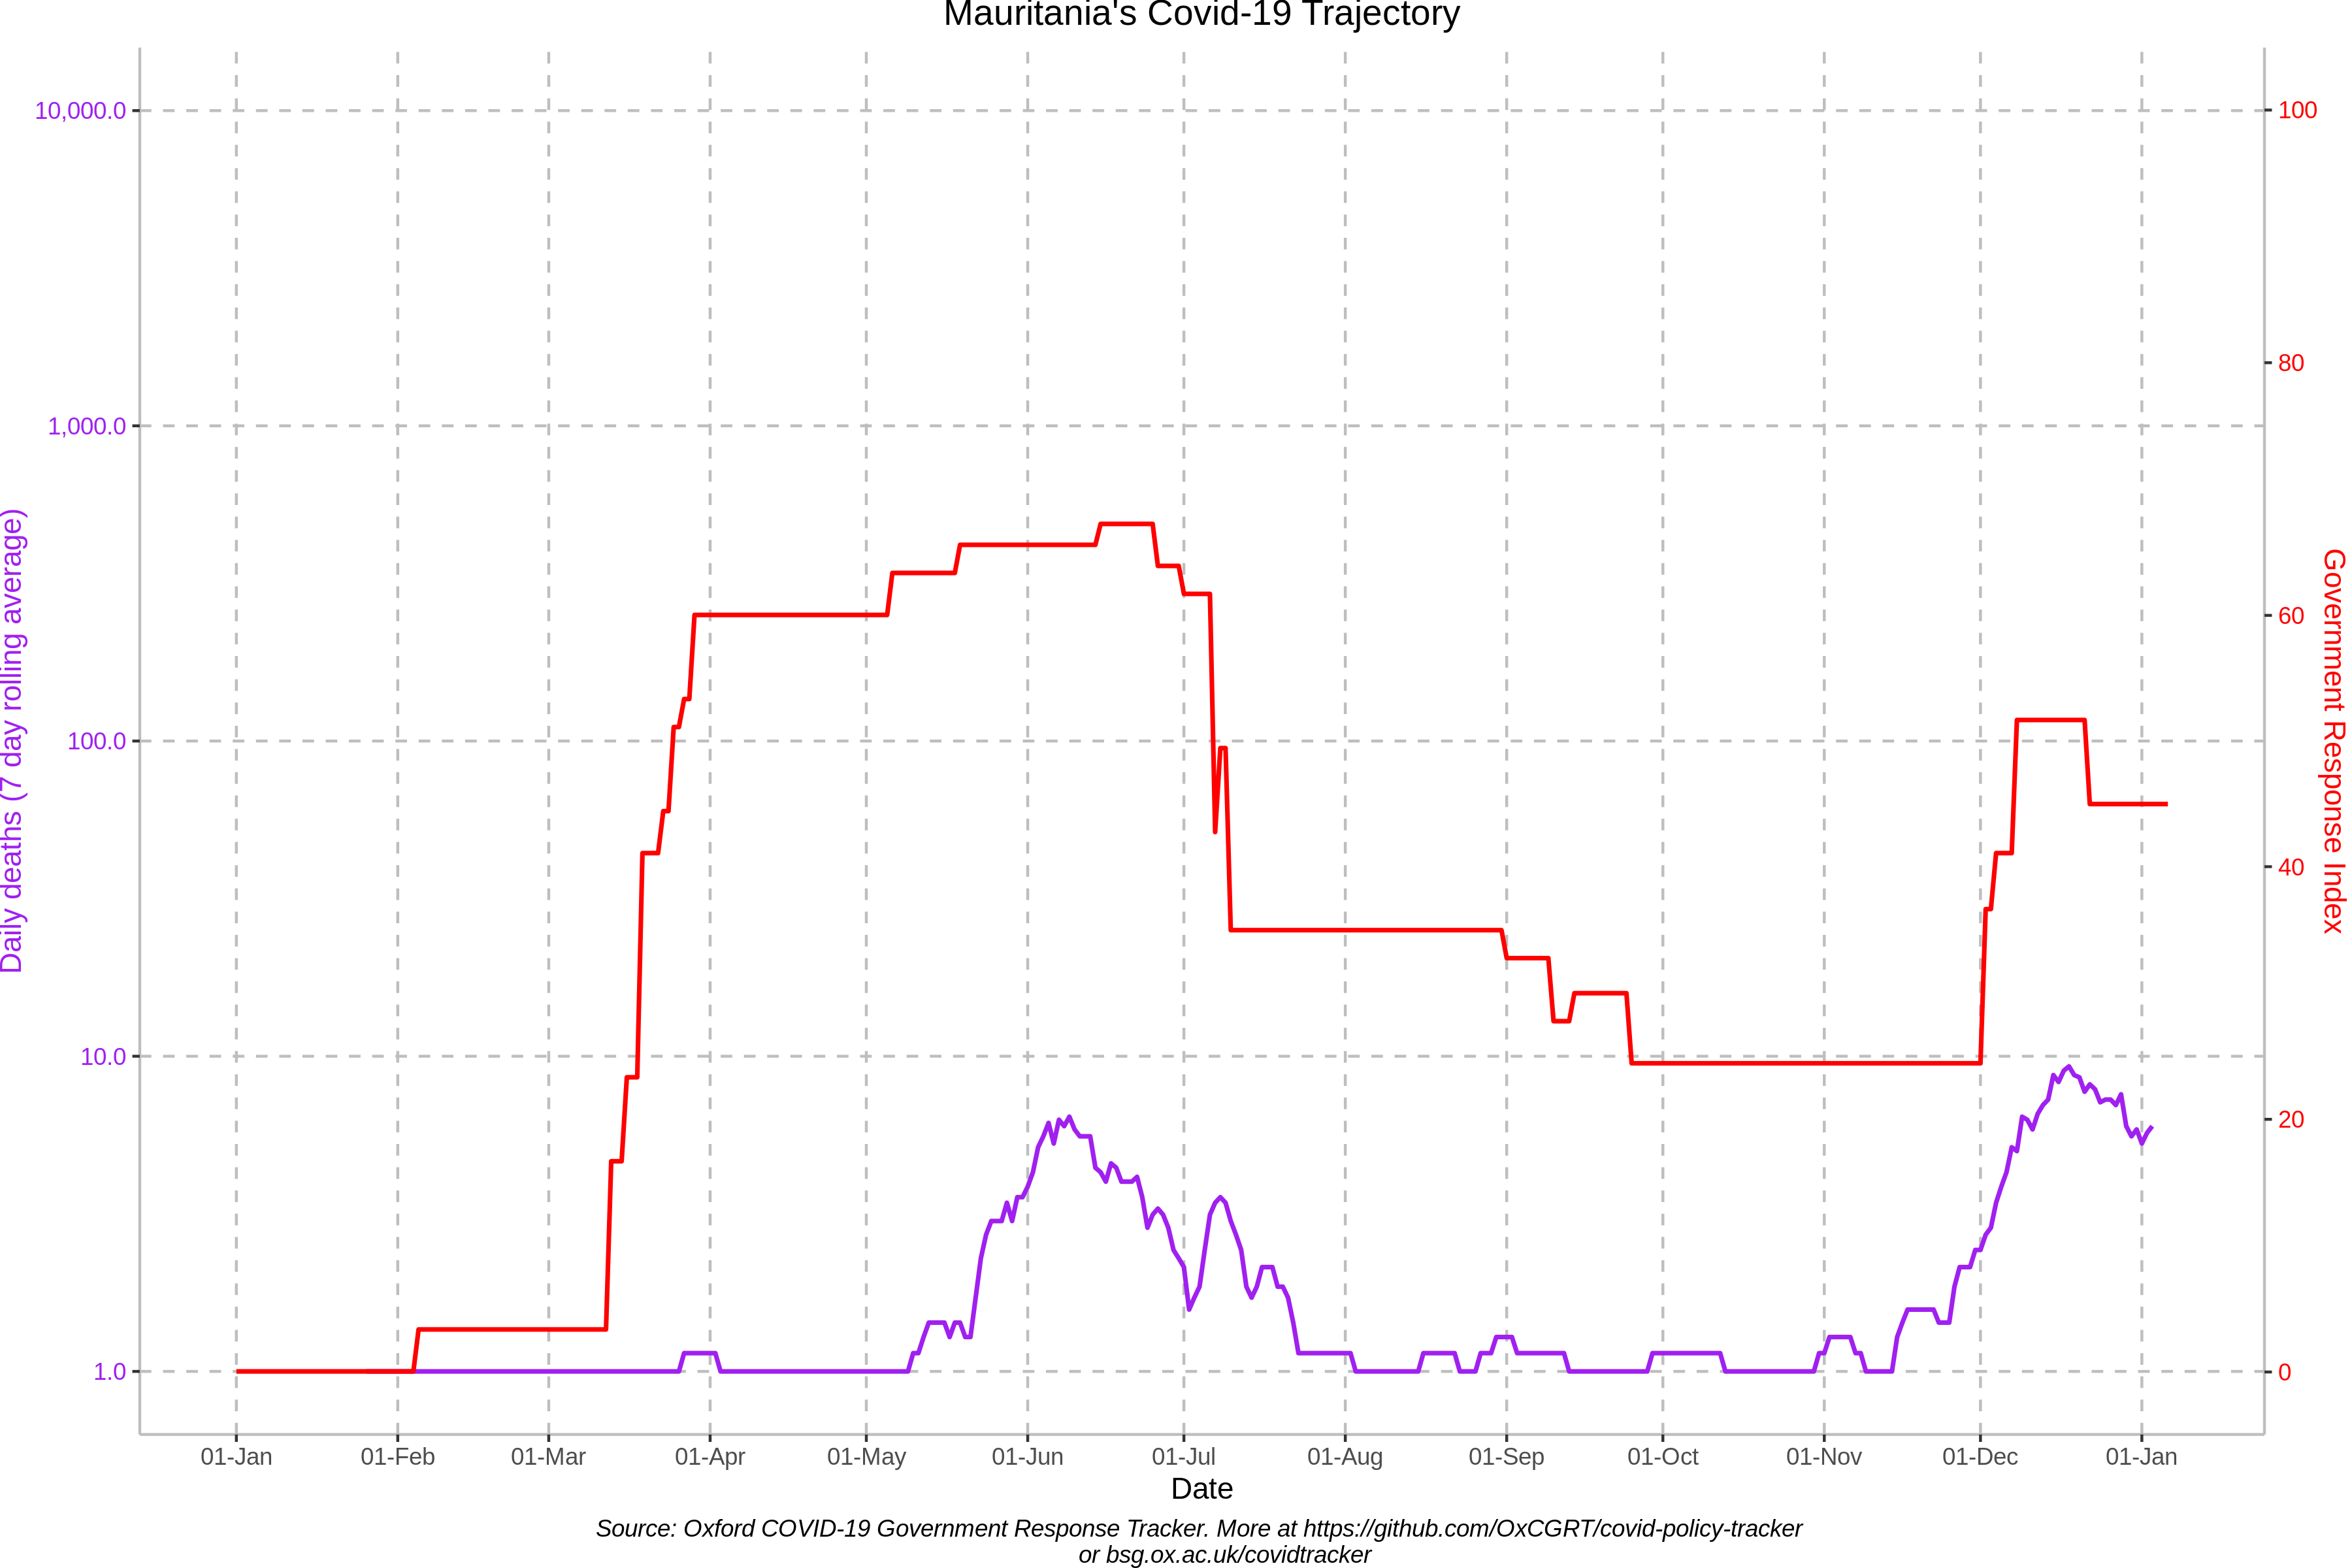 Mauritania's Covid-19 Trajectory
10,000.0
1,000.0
100.0
10.0
1.0
Daily deaths (7 day rolling average)
100
80
60
40
20
0
Government Response Index
01-Jan
01-Feb
01-Mar
01-Apr
01-May
01-Jun
01-Jul
01-Aug
01-Sep
01-Oct
01-Nov
01-Dec
01-Jan
Date
Source: Oxford COVID-19 Government Response Tracker. More at https://github.com/OxCGRT/covid-policy-tracker
or bsg.ox.ac.uk/covidtracker